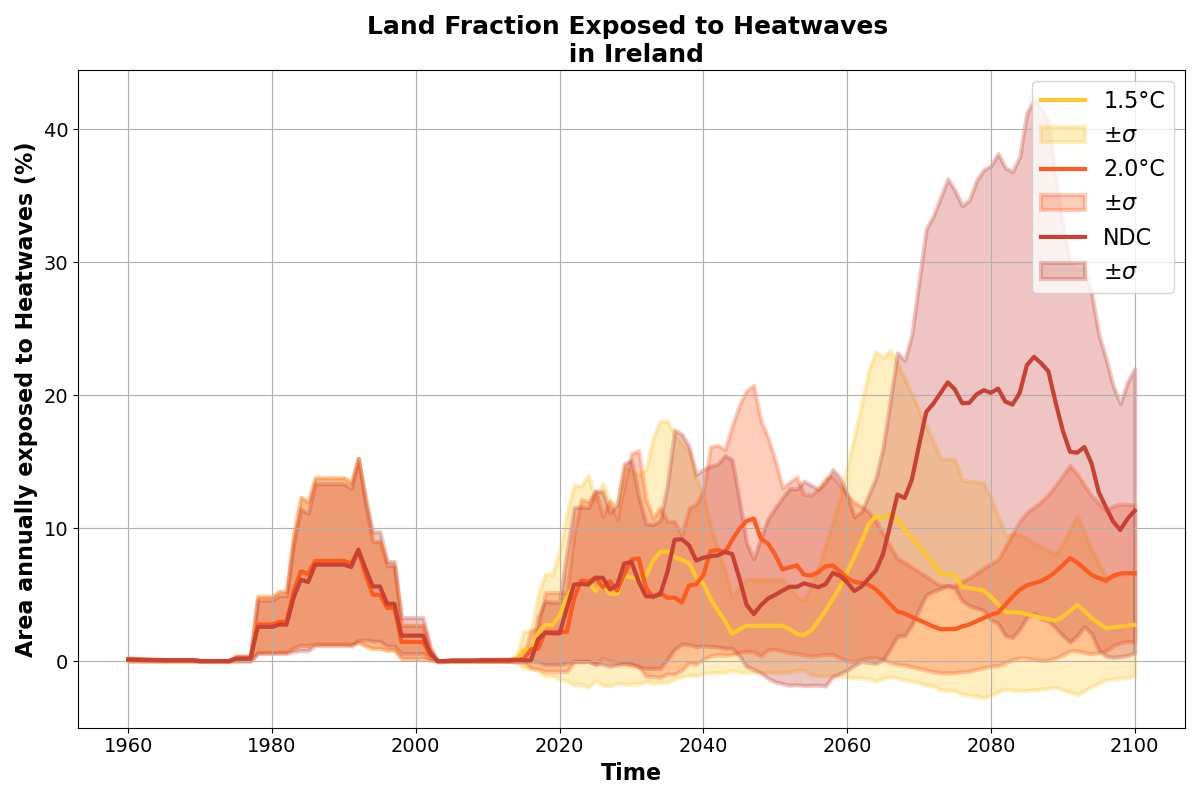 Land Fraction Exposed to Heatwaves
in Ireland
Area annually exposed to Heatwaves (%)
40
30
20
10
0
1960 1980 2000 2020 2040 2060 2080 2100
Time
1.5°C
±σ
2.0°C
±σ
NDC
±σ